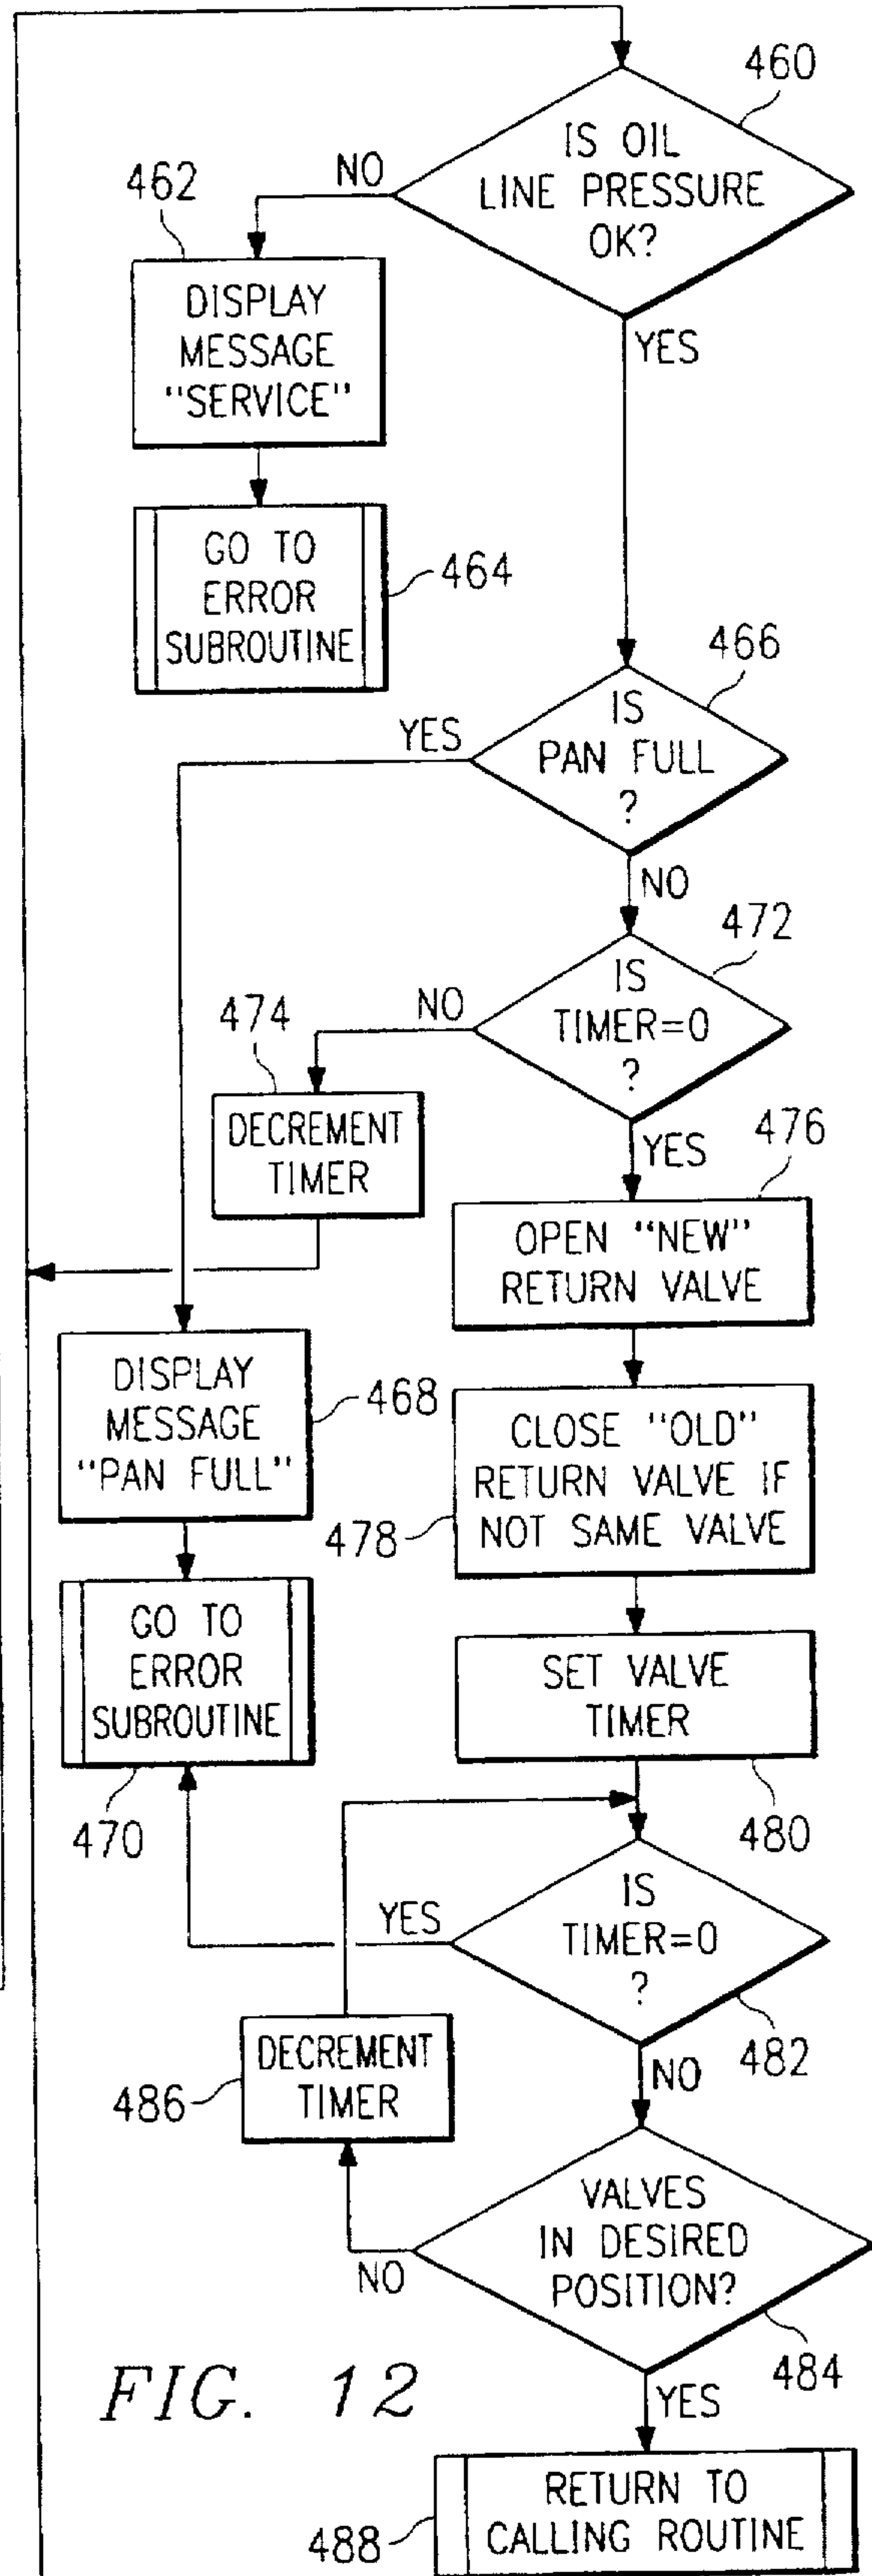 460
IS OIL
LINE PRESSURE
OK?
NO
YES
462
DISPLAY
MESSAGE
"SERVICE"
GO TO
ERROR
SUBROUTINE
464
466
IS
PAN FULL
?
YES
NO
472
IS
TIMER=0
?
NO
YES
474
DECREMENT
TIMER
476
OPEN "NEW"
RETURN VALVE
DISPLAY
MESSAGE
"PAN FULL"
468
CLOSE "OLD"
RETURN VALVE IF
NOT SAME VALVE
478
GO TO
ERROR
SUBROUTINE
470
SET VALVE
TIMER
480
IS
TIMER=0
?
YES
NO
482
DECREMENT
TIMER
486
VALVES
IN DESIRED
POSITION?
NO
YES
484
FIG. 12
RETURN TO
CALLING ROUTINE
488